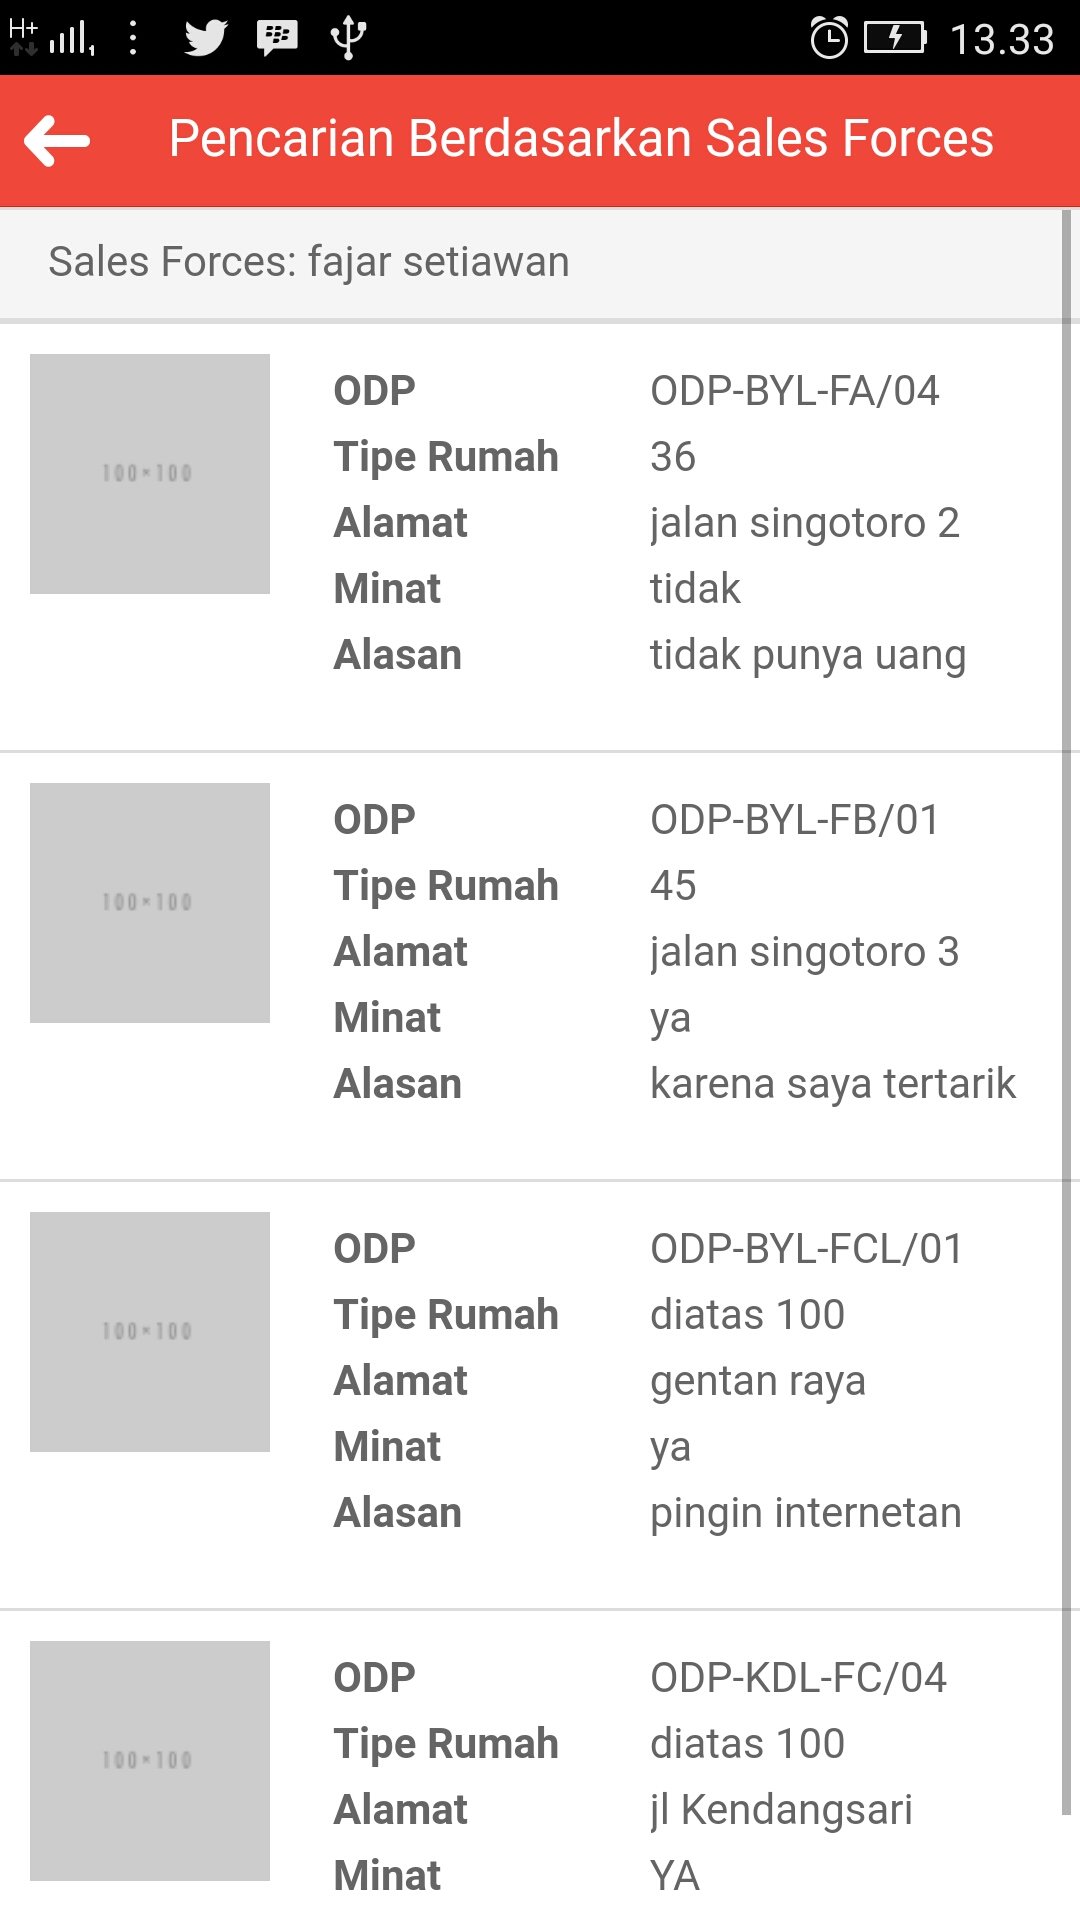 H+ 1 13.33
Pencarian Berdasarkan Sales Forces
Sales Forces: fajar setiawan
100×100
ODP ODP-BYL-FA/04
Tipe Rumah 36
Alamat jalan singotoro 2
Minat tidak
Alasan tidak punya uang
100×100
ODP ODP-BYL-FB/01
Tipe Rumah 45
Alamat jalan singotoro 3
Minat ya
Alasan karena saya tertarik
100×100
ODP ODP-BYL-FCL/01
Tipe Rumah diatas 100
Alamat gentan raya
Minat ya
Alasan pingin internetan
100×100
ODP ODP-KDL-FC/04
Tipe Rumah diatas 100
Alamat jl Kendangsari
Minat YA